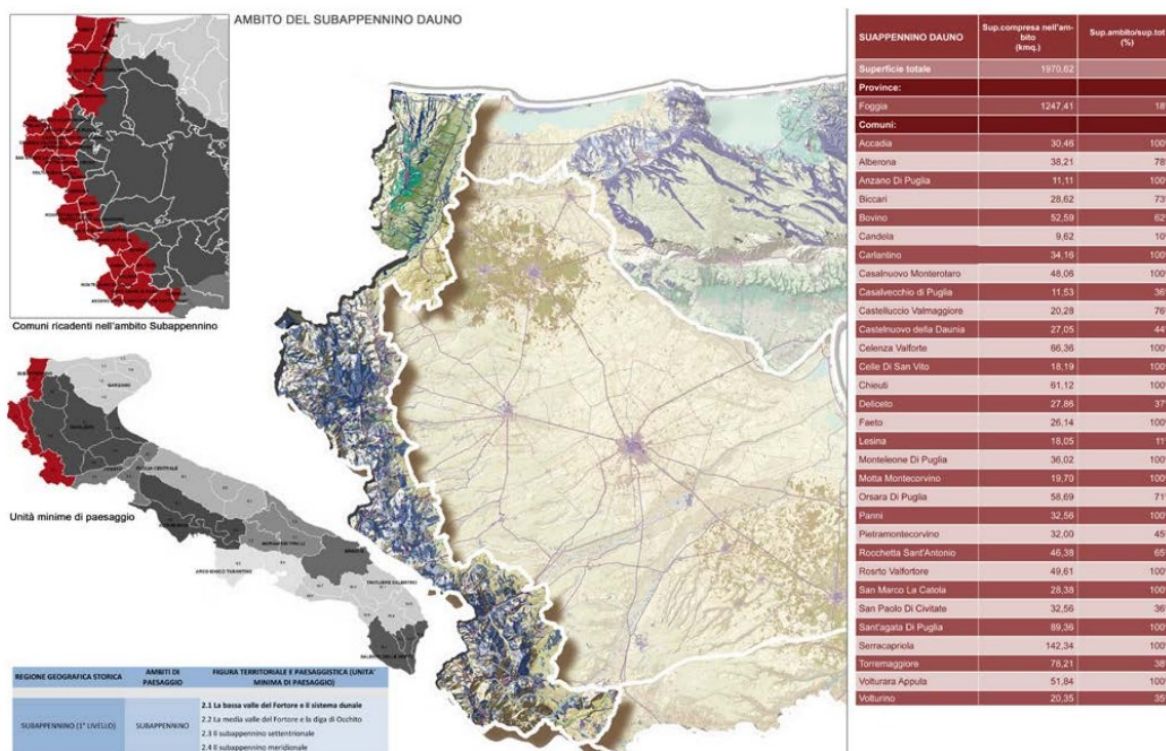 AMBITO DEL SUBAPPENNINO DAUNO
Comuni ricadenti nell'ambito Subappennino
Unità minime di paesaggio
REGIONE GEOGRAFICA STORICA
AMBITI DI
PAESAGGIO
FIGURA TERRITORIALE E PAESAGGISTICA (UNITA'
MINIMA DI PAESAGGIO)
SUBAPPENNINO (1° LIVELLO)
SUBAPPENNINO
2.1 La bassa valle del Fortore e il sistema dunale
2.2 La media valle del Fortore e la diga di Occhito
2.3 Il subappennino settentrionale
2.4 Il subappennino meridionale
SUAPPENNINO DAUNO
Sup.compresa nell'am-
bito
(kmq.)
Sup.ambito/sup.tot
(%)
Superficie totale 1970,62
Province:
Foggia 1247,41 18
Comuni:
Accadia 30,46 100
Alberona 38,21 78
Anzano Di Puglia 11,11 100
Biccari 28,62 73
Bovino 52,59 62
Candela 9,62 10
Carlantino 34,16 100
Casalnuovo Monterotaro 48,06 100
Casalvecchio di Puglia 11,53 36
Castelluccio Valmaggiore 20,28 76
Castelnuovo della Daunia 27,05 44
Celenza Valforte 66,36 100
Celle Di San Vito 18,19 100
Chieuti 61,12 100
Deliceto 27,86 37
Faeto 26,14 100
Lesina 18,05 11
Monteleone Di Puglia 36,02 100
Motta Montecorvino 19,70 100
Orsara Di Puglia 58,69 71
Panni 32,56 100
Pietramontecorvino 32,00 45
Rocchetta Sant'Antonio 46,38 65
Rosrto Valfortore 49,61 100
San Marco La Catola 28,38 100
San Paolo Di Civitate 32,56 36
Sant'agata Di Puglia 89,36 100
Serracapriola 142,34 100
Torremaggiore 78,21 38
Volturara Appula 51,84 100
Volturino 20,35 35